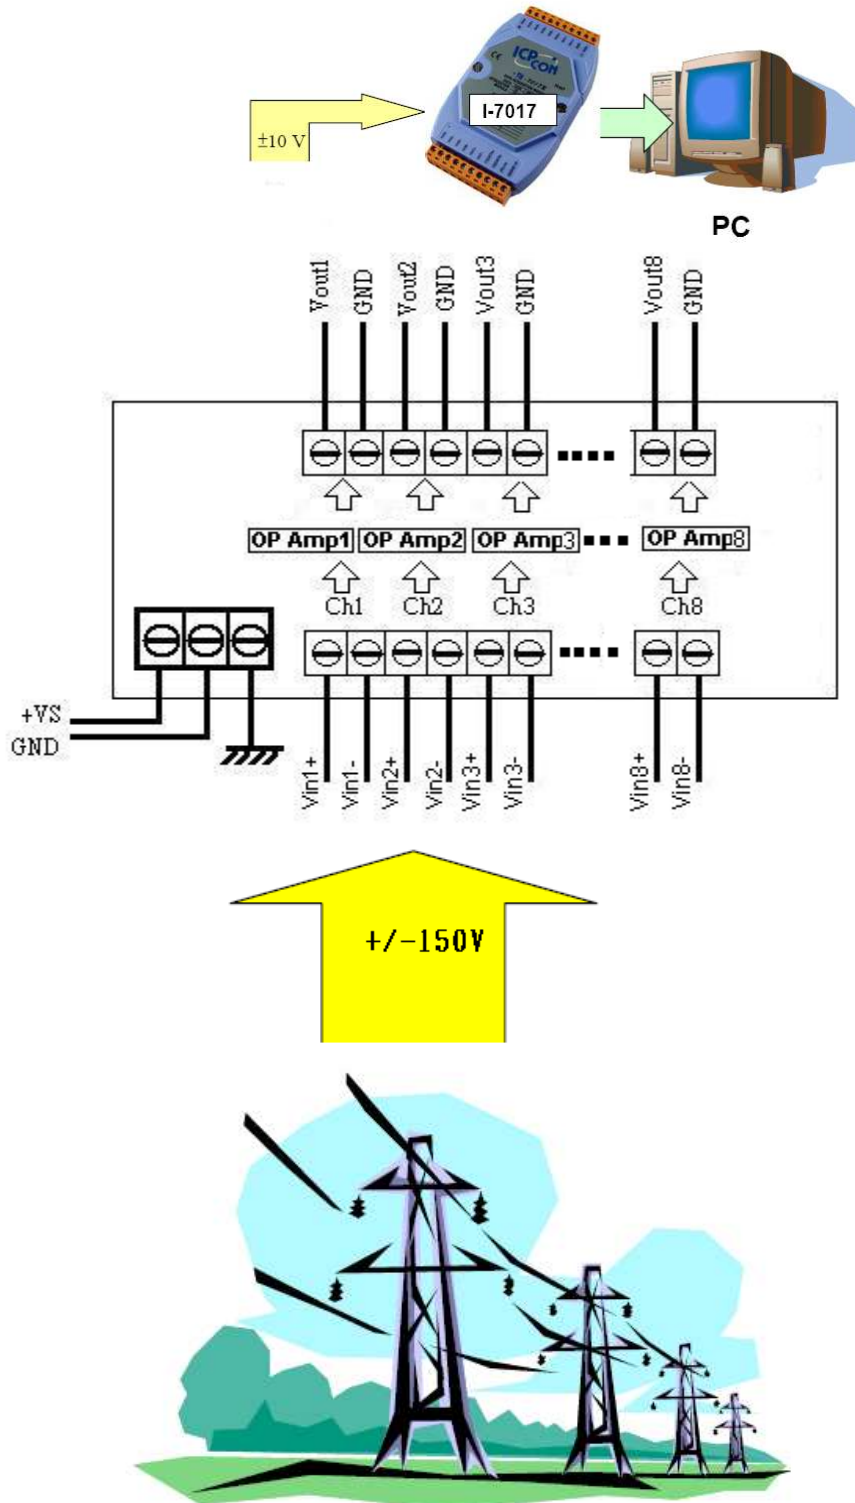 ICP
CON
I-7017
±10 V
PC
Vout1
GND
Vout2
GND
Vout3
GND
Vout8
GND
OP Amp1
OP Amp2
OP Amp3
OP Amp8
Ch1
Ch2
Ch3
Ch8
+VS
GND
Vin1+
Vin1-
Vin2+
Vin2-
Vin3+
Vin3-
Vin8+
Vin8-
+/-150V